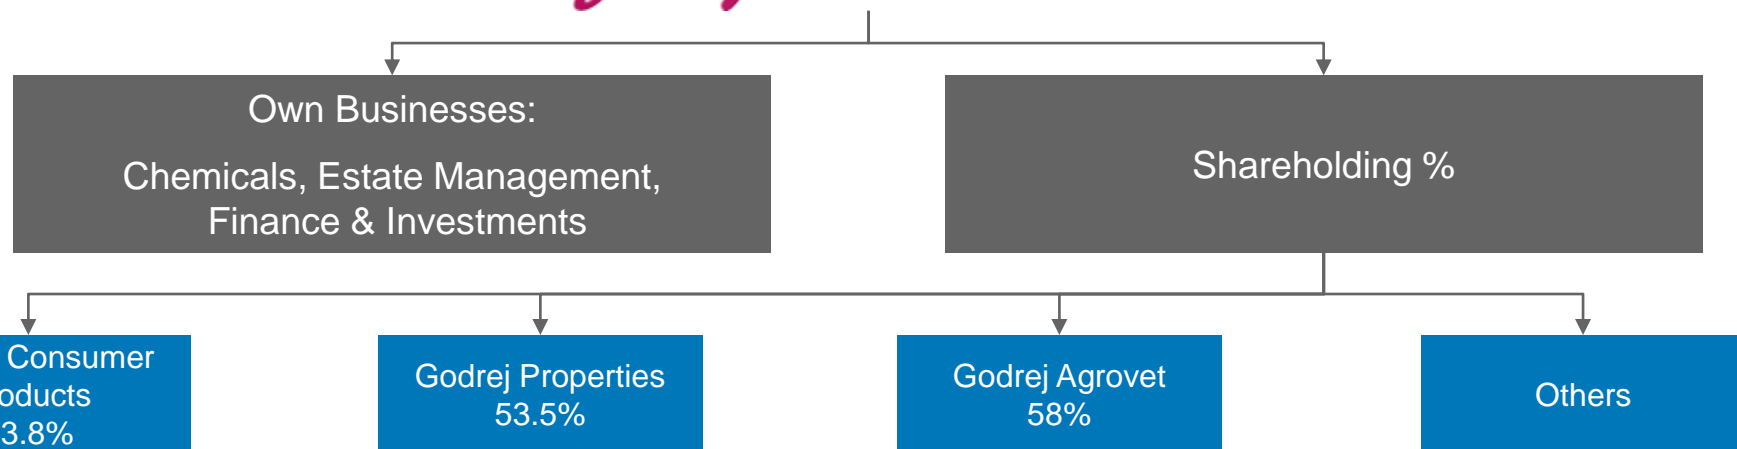 Own Businesses:
Chemicals, Estate Management,
Finance & Investments
Shareholding %
Consumer
oducts
3.8%
Godrej Properties
53.5%
Godrej Agrovet
58%
Others